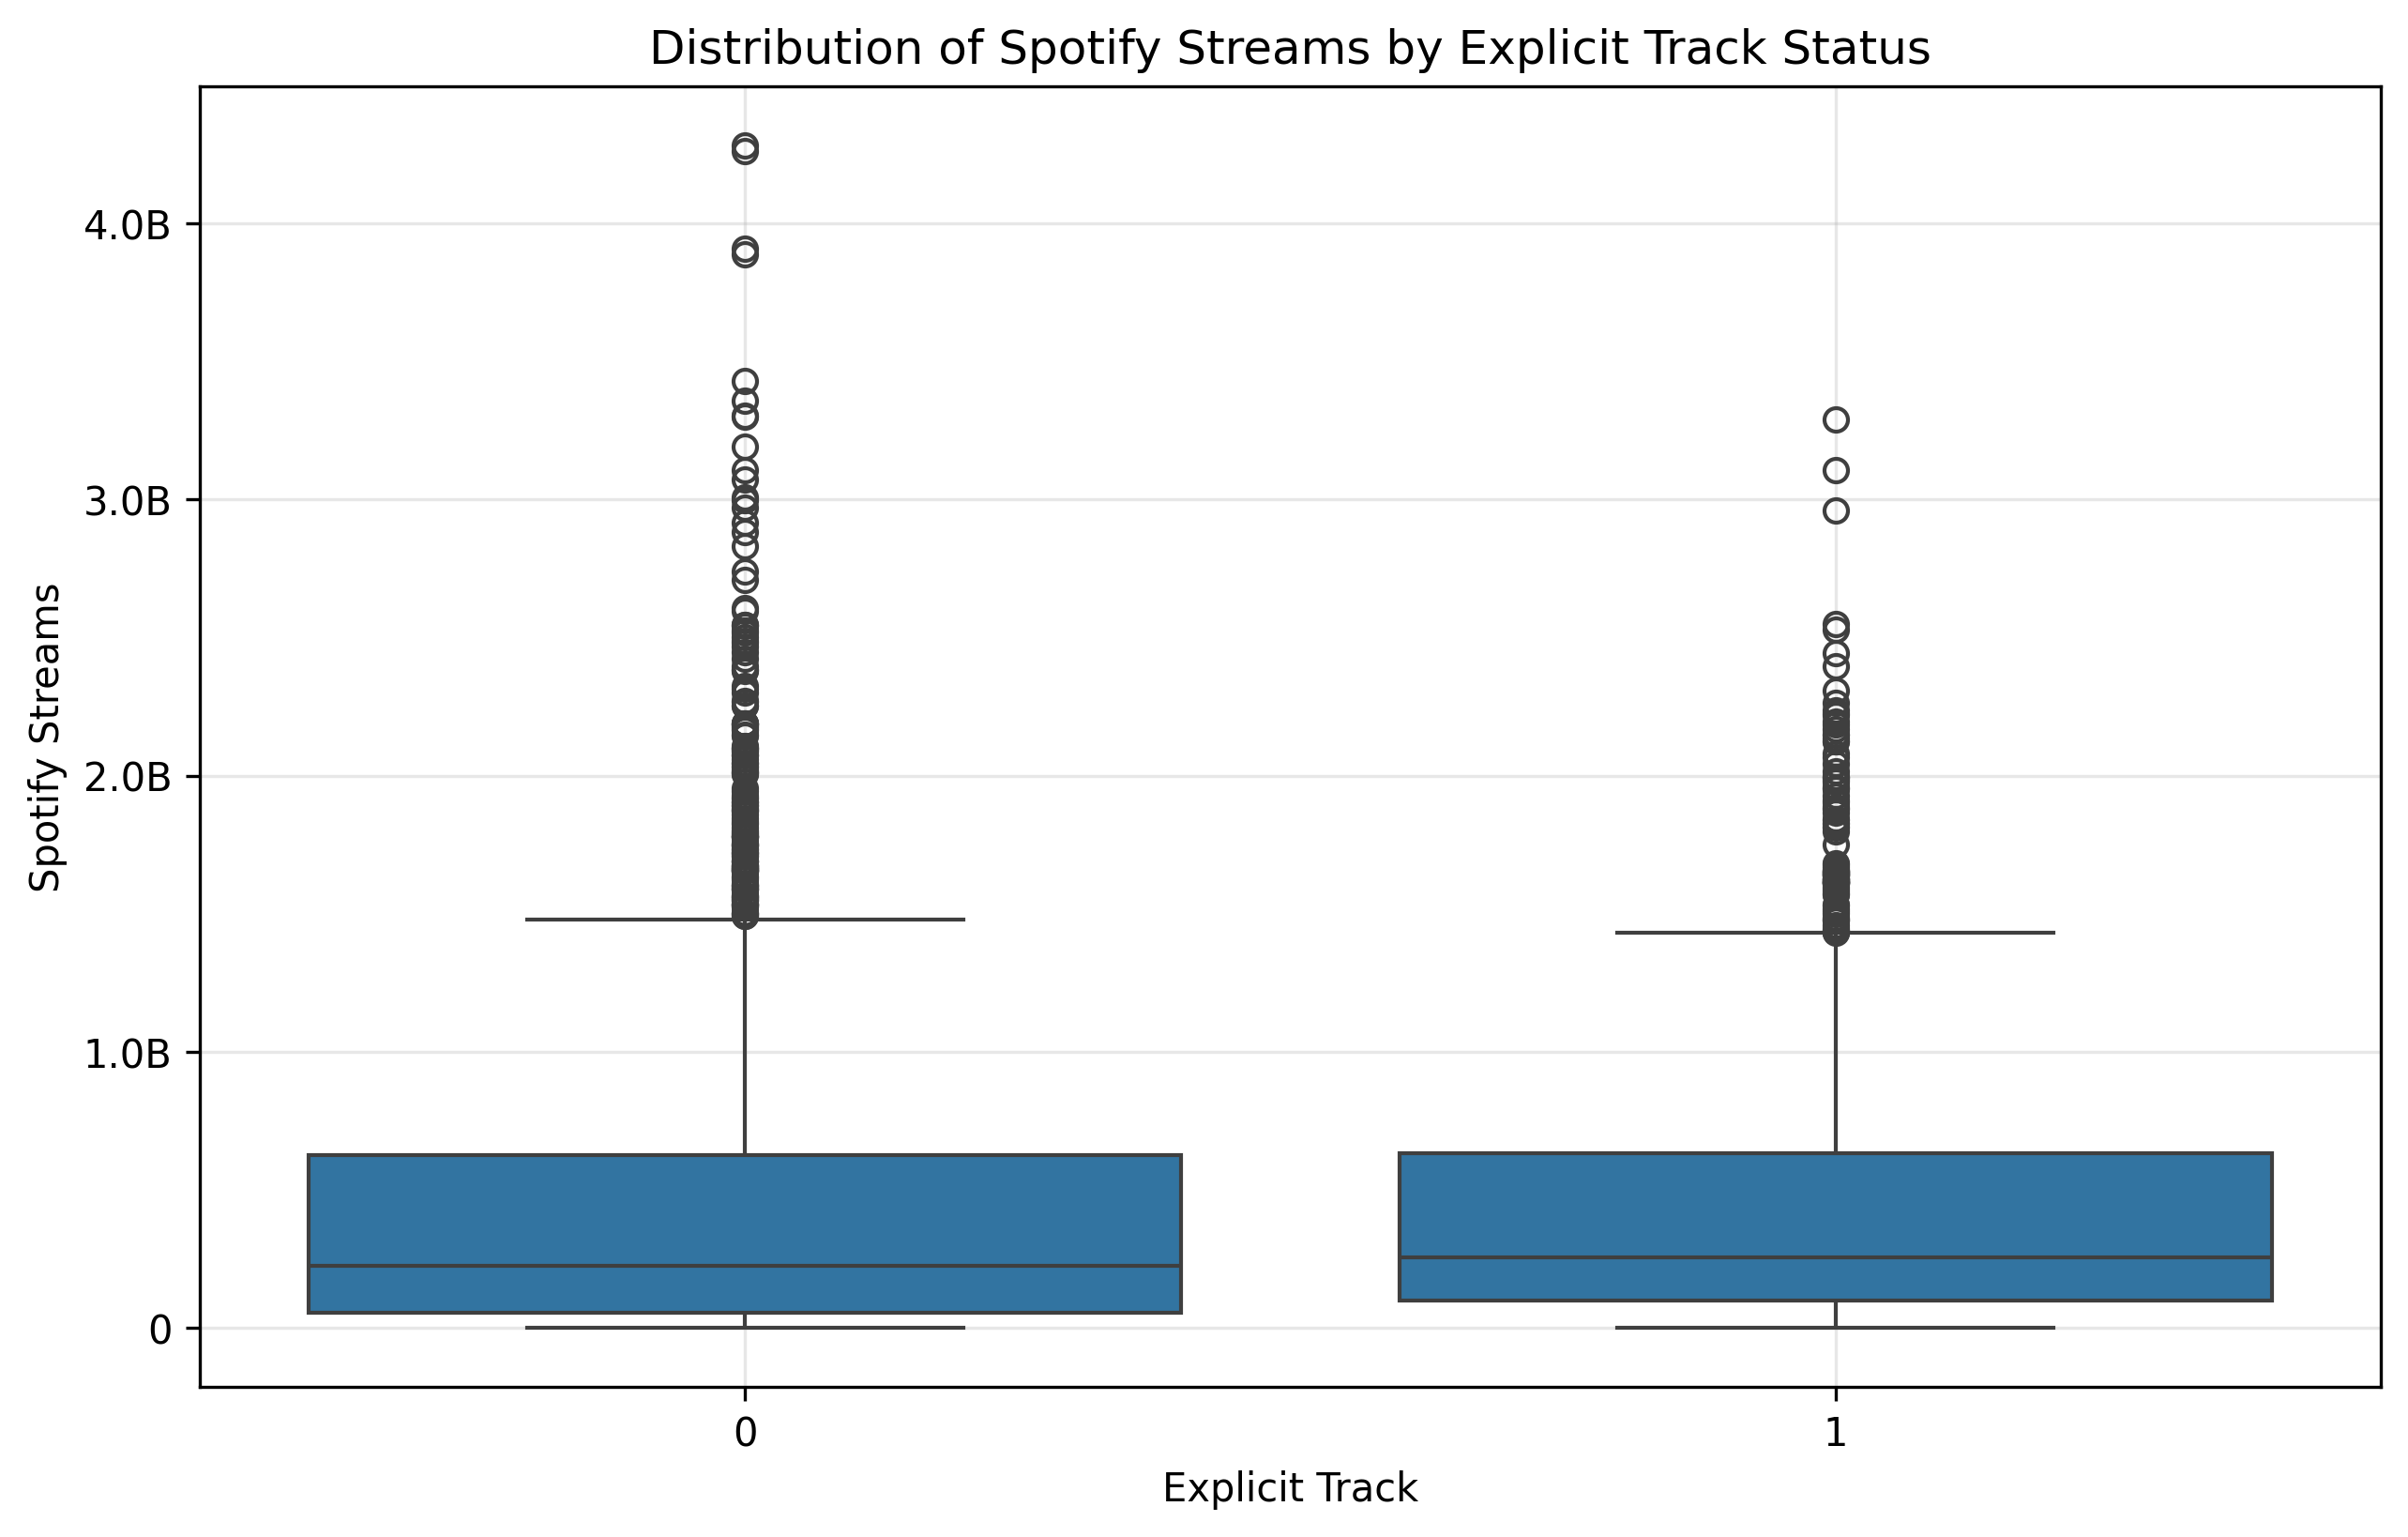 Distribution of Spotify Streams by Explicit Track Status
Spotify Streams
4.0B
3.0B
2.0B
1.0B
0
0
1
Explicit Track